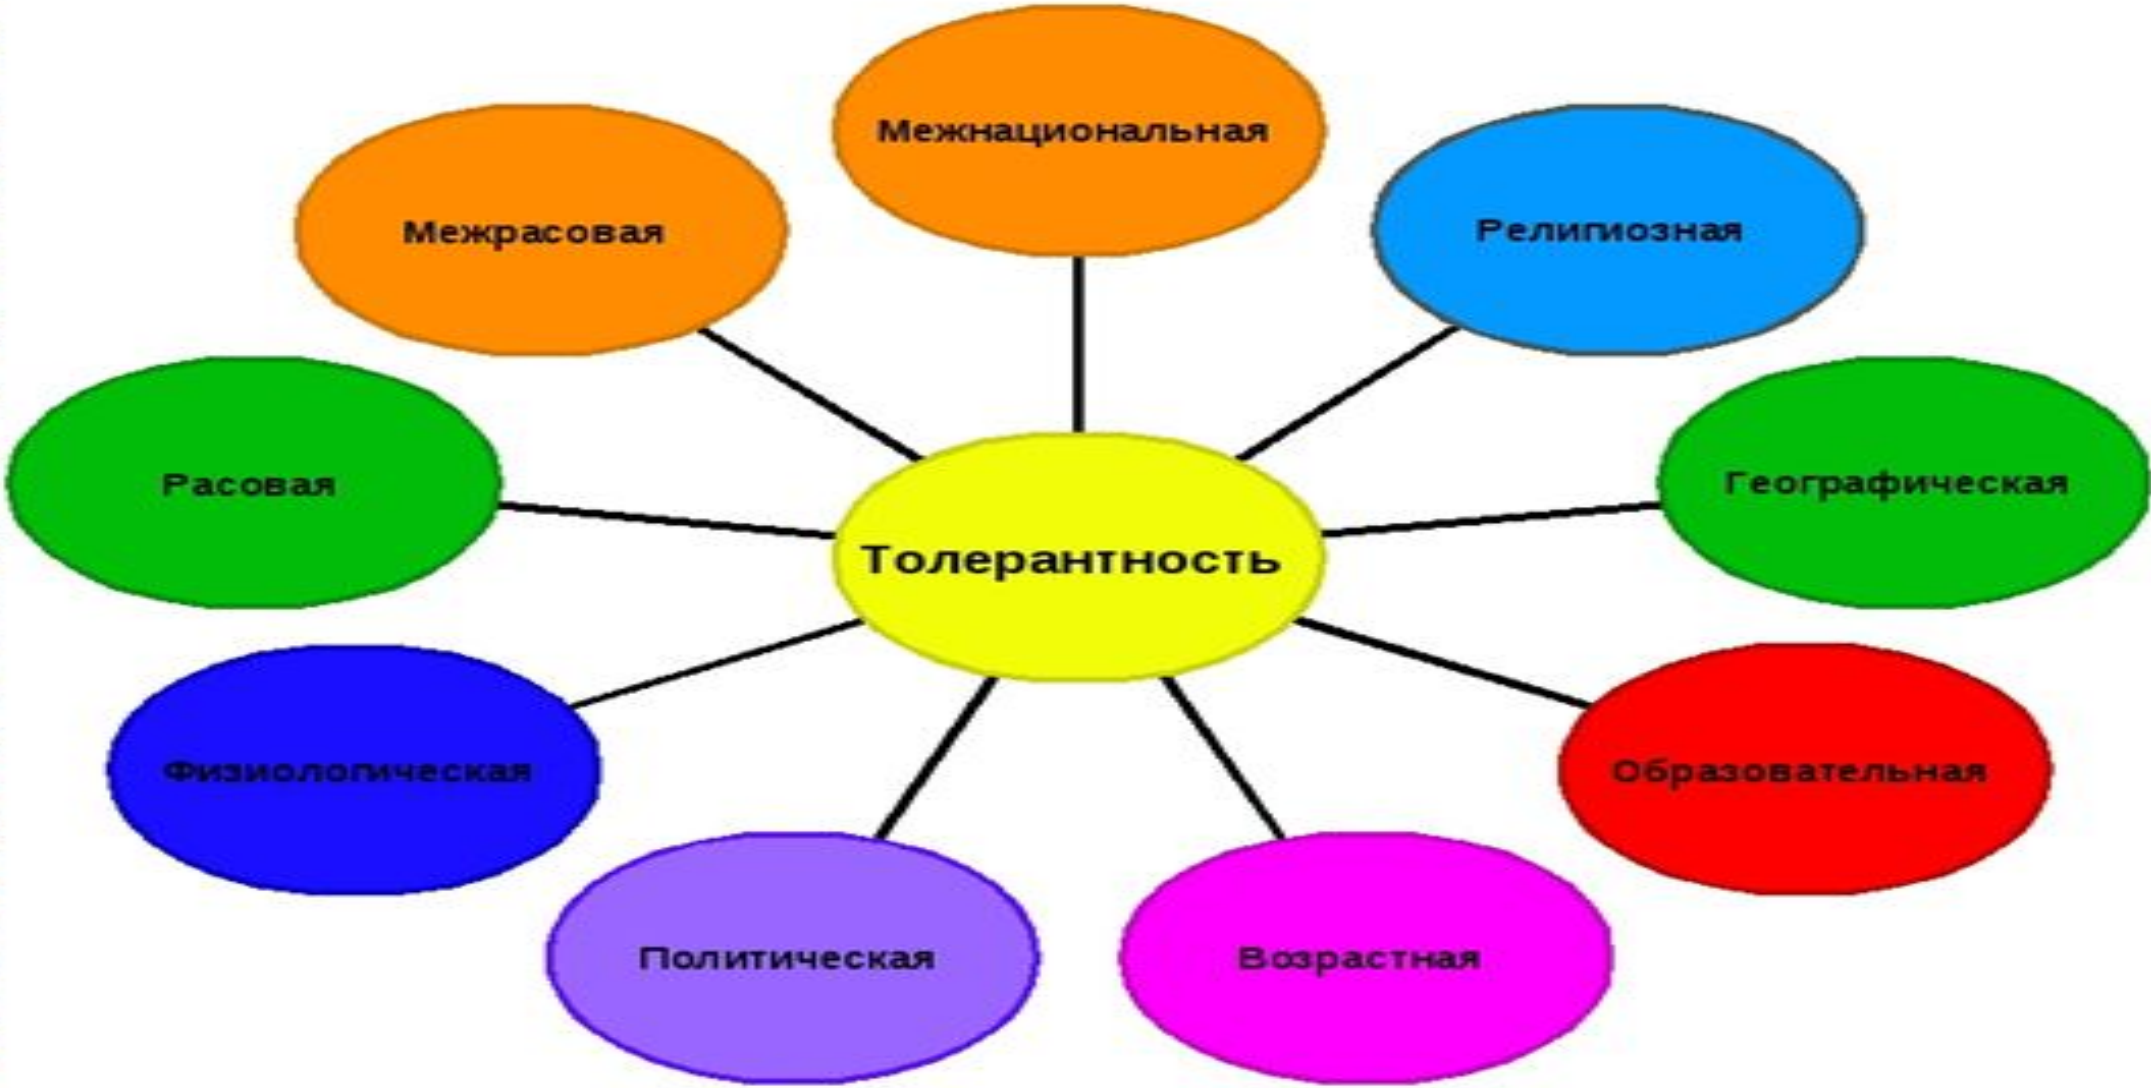 Межнациональная
Межрасовая
Религиозная
Расовая
Географическая
Толерантность
Физиологическая
Образовательная
Политическая
Возрастная